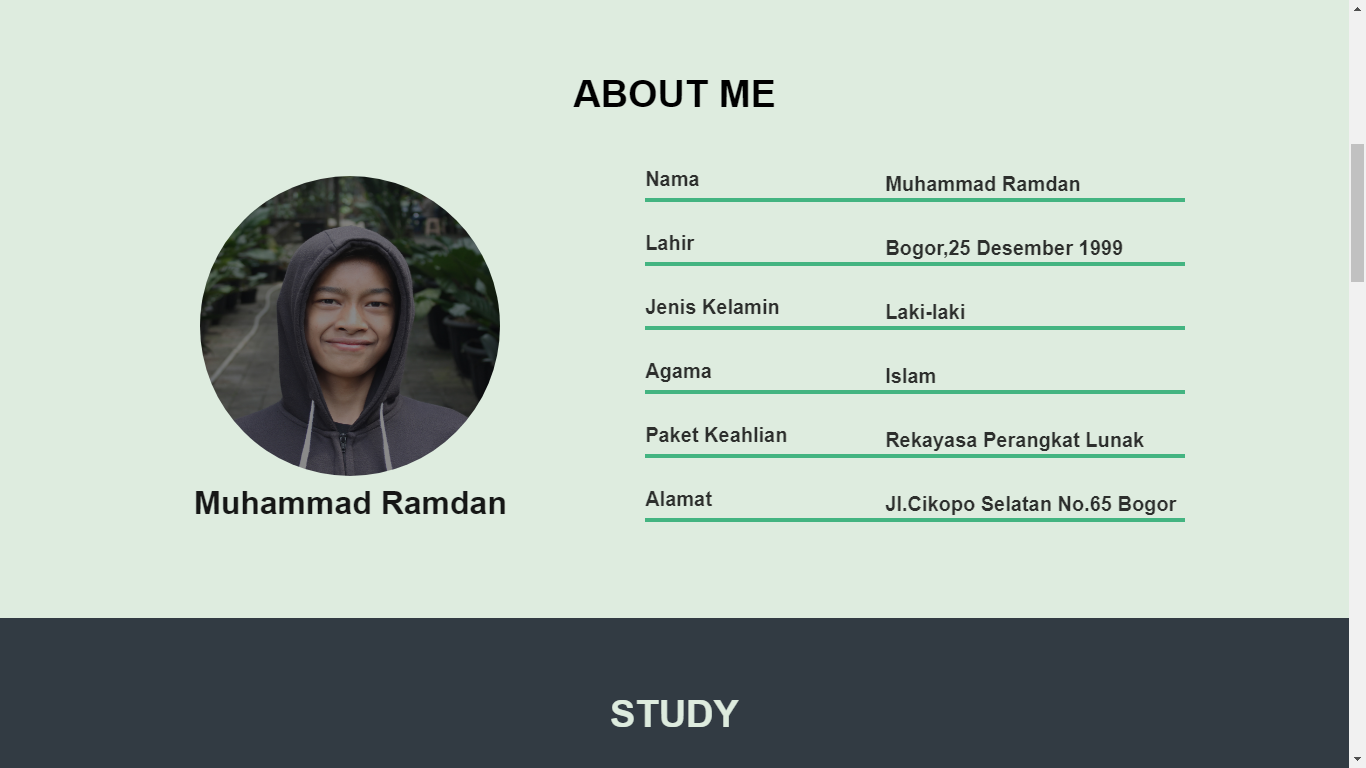 ABOUT ME
Nama Muhammad Ramdan
Lahir Bogor,25 Desember 1999
Jenis Kelamin Laki-laki
Agama Islam
Paket Keahlian Rekayasa Perangkat Lunak
Alamat Jl.Cikopo Selatan No.65 Bogor
Muhammad Ramdan
STUDY